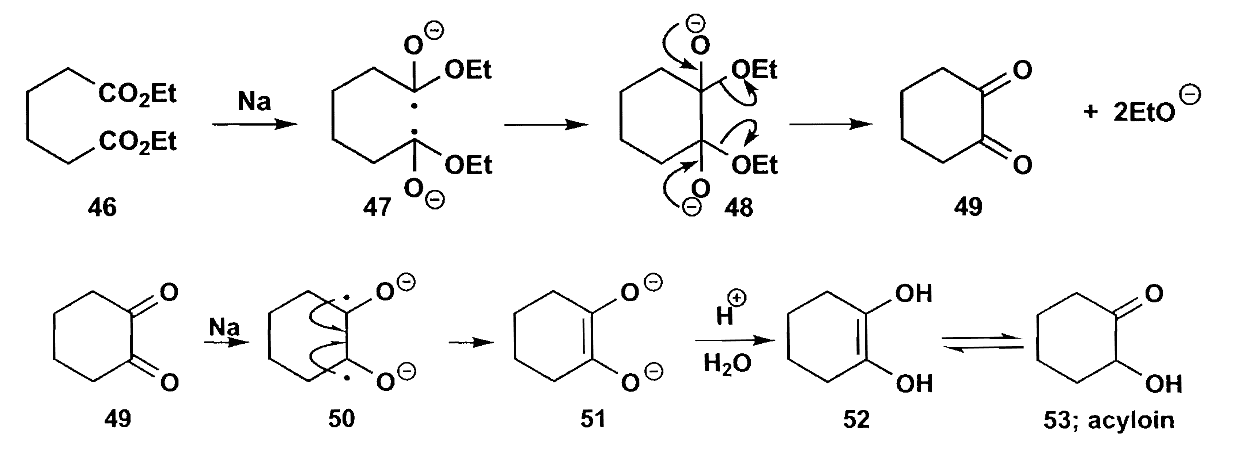 O⊖ O⊖
CO₂Et OEt OEt O
Na + 2EtO⊖
CO₂Et OEt OEt O
O⊖ O⊖
46 47 48 49
O O⊖ O⊖ OH O
Na H⊕
H₂O
O O⊖ O⊖ OH OH
49 50 51 52 53; acyloin